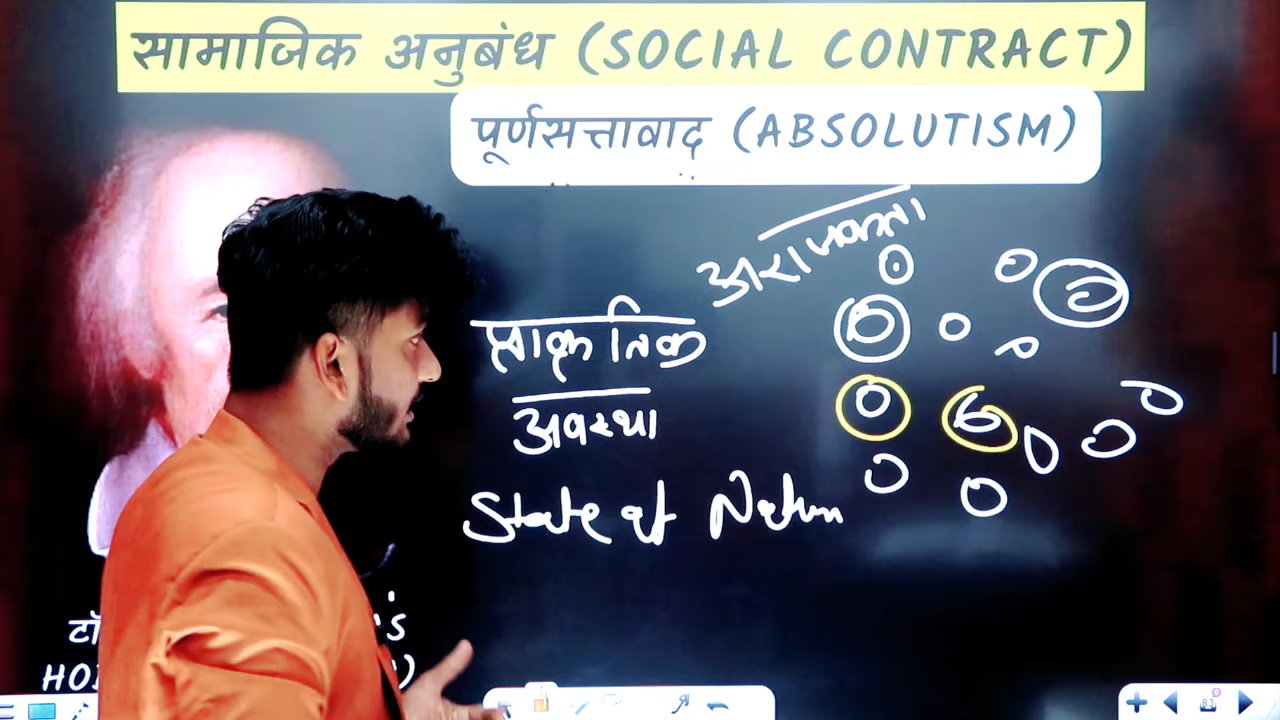 सामाजिक अनुबंध (SOCIAL CONTRACT)
पूर्णसत्तावाद (ABSOLUTISM)
अराजकता
प्राकृतिक
अवस्था
State of Nature